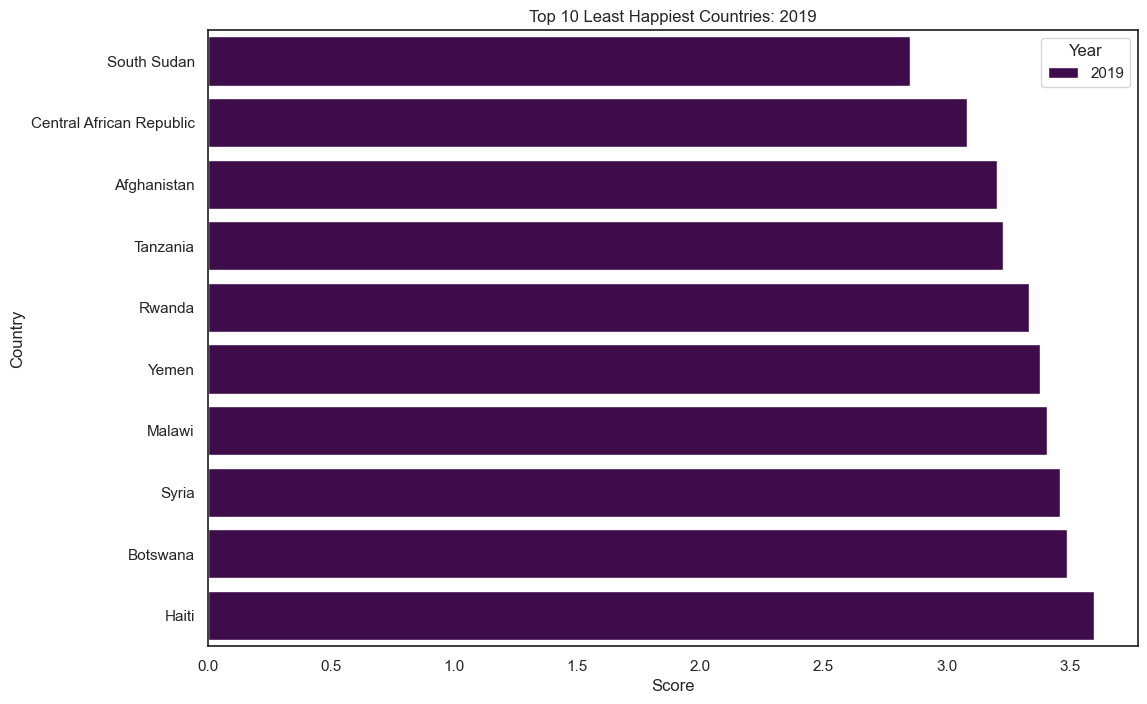 Top 10 Least Happiest Countries: 2019
Year
2019
Country
South Sudan
Central African Republic
Afghanistan
Tanzania
Rwanda
Yemen
Malawi
Syria
Botswana
Haiti
0.0 0.5 1.0 1.5 2.0 2.5 3.0 3.5
Score